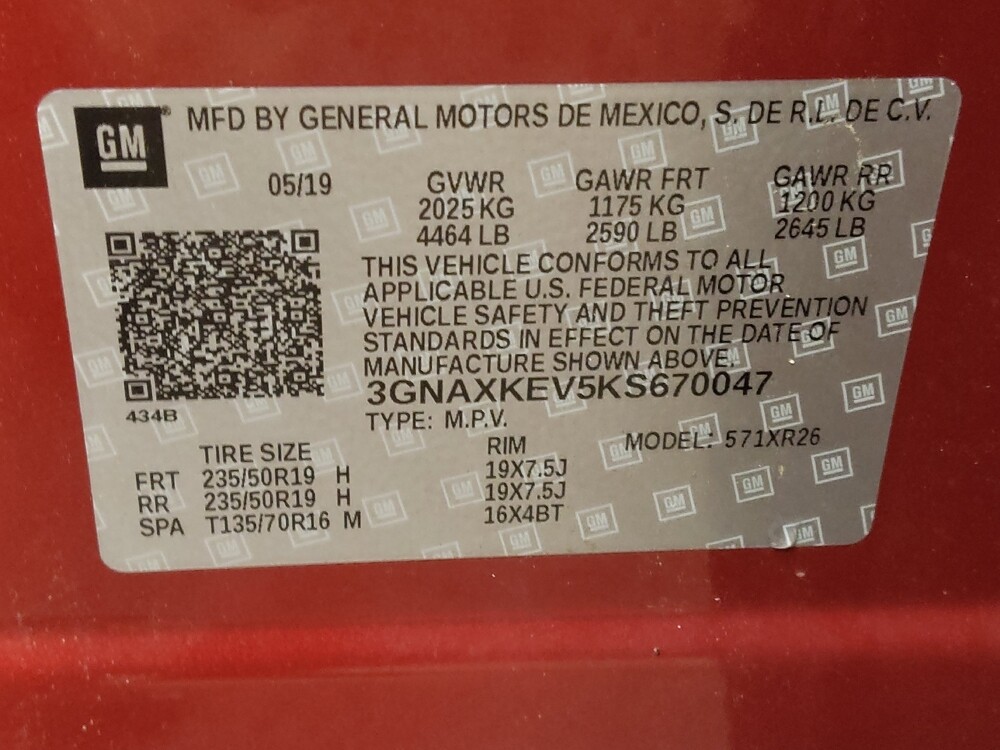 GM MFD BY GENERAL MOTORS DE MEXICO, S. DE R.L. DE C.V.
05/19 GVWR GAWR FRT GAWR RR
2025 KG 1175 KG 1200 KG
4464 LB 2590 LB 2645 LB
THIS VEHICLE CONFORMS TO ALL
APPLICABLE U.S. FEDERAL MOTOR
VEHICLE SAFETY AND THEFT PREVENTION
STANDARDS IN EFFECT ON THE DATE OF
MANUFACTURE SHOWN ABOVE.
3GNAXKEV5KS670047
434B
TYPE: M.P.V. MODEL: 571XR26
TIRE SIZE RIM
FRT 235/50R19 H 19X7.5J
RR 235/50R19 H 19X7.5J
SPA T135/70R16 M 16X4BT